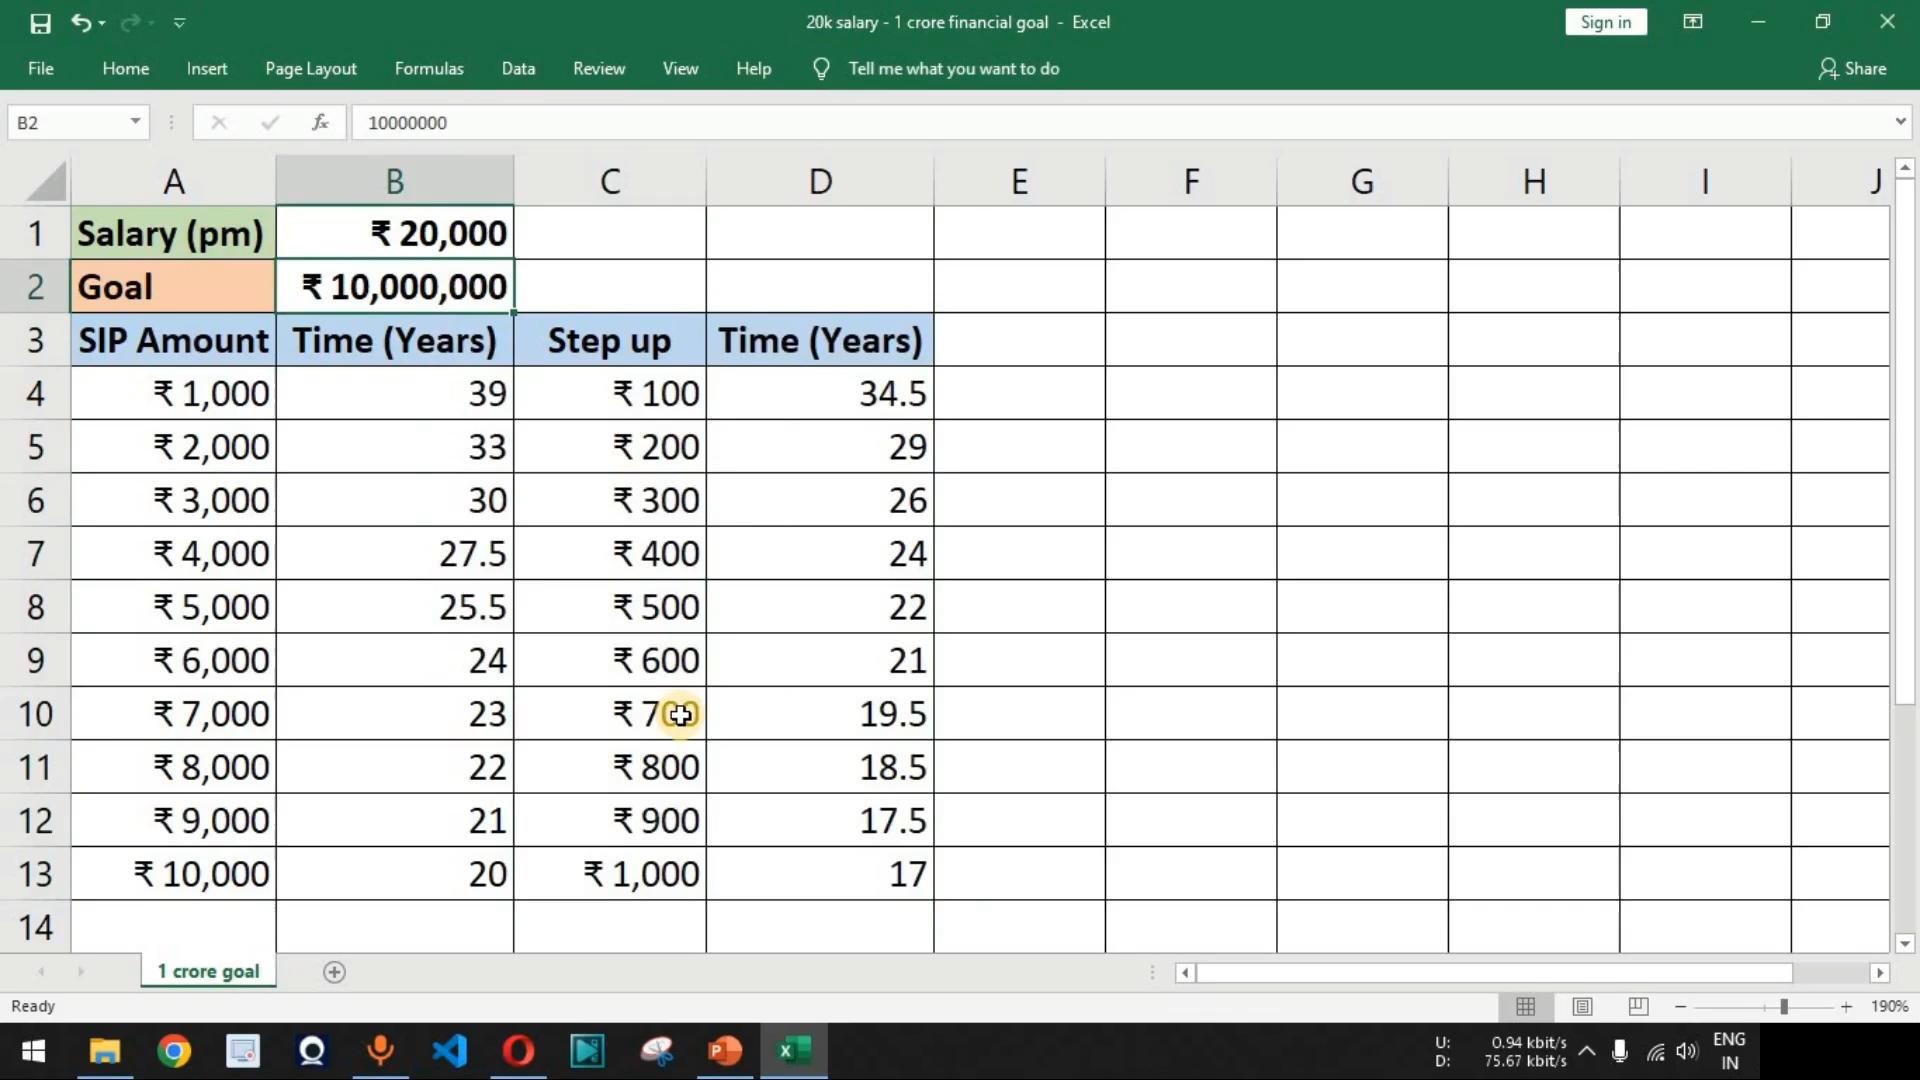 20k salary - 1 crore financial goal - Excel
Sign in
File Home Insert Page Layout Formulas Data Review View Help Tell me what you want to do Share
B2 fx 10000000
A B C D E F G H I J
1 Salary (pm) ₹ 20,000
2 Goal ₹ 10,000,000
3 SIP Amount Time (Years) Step up Time (Years)
4 ₹ 1,000 39 ₹ 100 34.5
5 ₹ 2,000 33 ₹ 200 29
6 ₹ 3,000 30 ₹ 300 26
7 ₹ 4,000 27.5 ₹ 400 24
8 ₹ 5,000 25.5 ₹ 500 22
9 ₹ 6,000 24 ₹ 600 21
10 ₹ 7,000 23 ₹ 700 19.5
11 ₹ 8,000 22 ₹ 800 18.5
12 ₹ 9,000 21 ₹ 900 17.5
13 ₹ 10,000 20 ₹ 1,000 17
14
1 crore goal
Ready 190%
U: 0.94 kbit/s ENG
D: 75.67 kbit/s IN